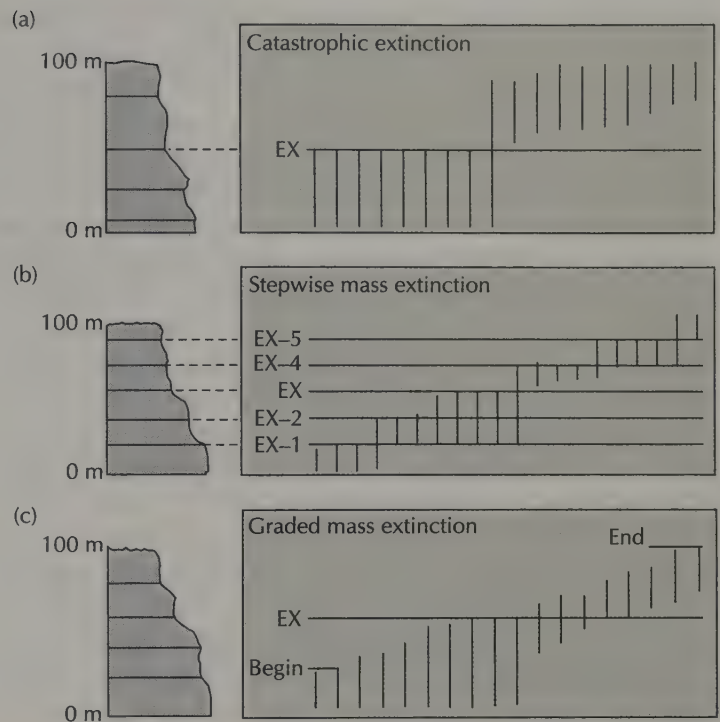 (a)
100 m
Catastrophic extinction
EX
0 m
(b)
Stepwise mass extinction
100 m
EX–5
EX–4
EX
EX–2
EX–1
0 m
(c)
Graded mass extinction
100 m
End
EX
Begin
0 m